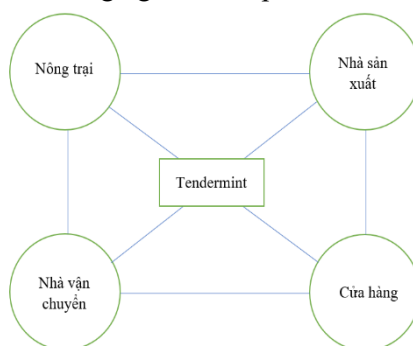 Nông trại
Nhà sản
xuất
Tendermint
Nhà vận
chuyển
Cửa hàng